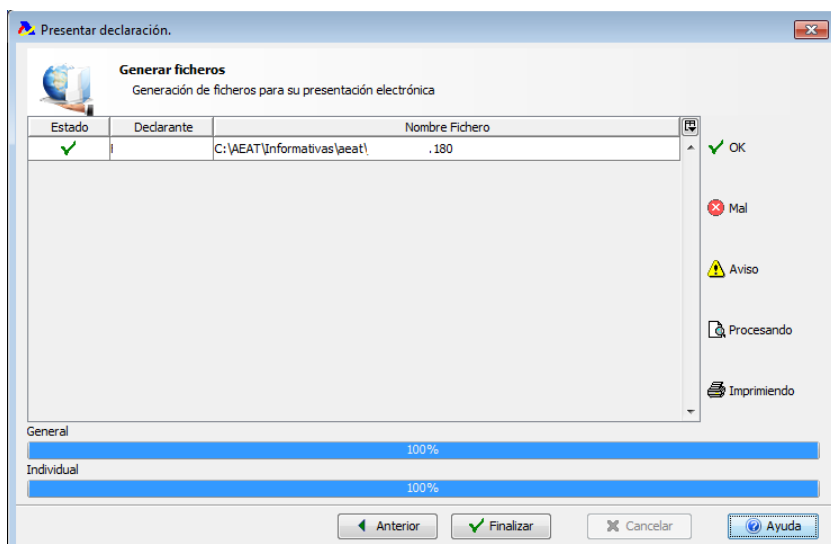 Presentar declaración.
Generar ficheros
Generación de ficheros para su presentación electrónica
Estado Declarante Nombre Fichero
C:\AEAT\Informativas\aeat\ .180
OK
Mal
Aviso
Procesando
Imprimiendo
General
100%
Individual
100%
Anterior Finalizar Cancelar Ayuda